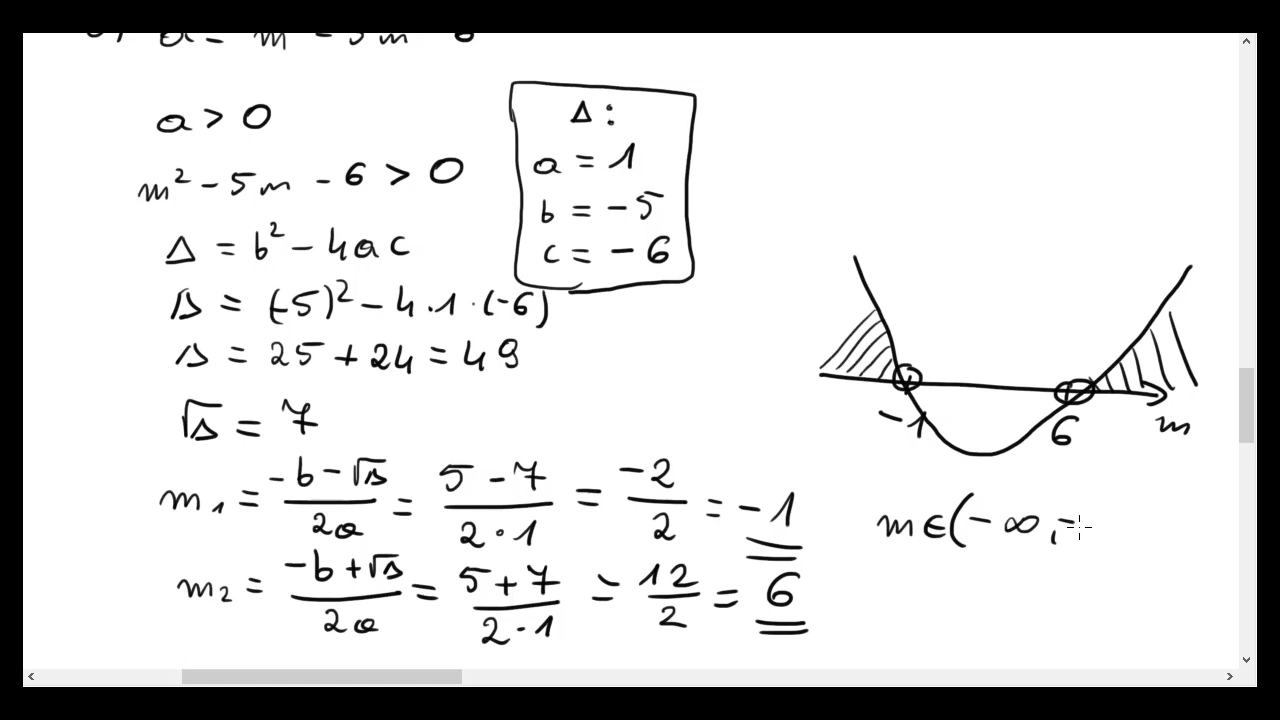 a = m - 5m 6
a > 0
m² - 5m - 6 > 0
Δ = b² - 4ac
Δ = (-5)² - 4·1·(-6)
Δ = 25 + 24 = 49
√Δ = 7
m₁ = (-b - √Δ)/(2a) = (5 - 7)/(2·1) = (-2)/2 = -1
m₂ = (-b + √Δ)/(2a) = (5 + 7)/(2·1) = 12/2 = 6
Δ:
a = 1
b = -5
c = -6
-1 6 m
m ∈ (-∞, -